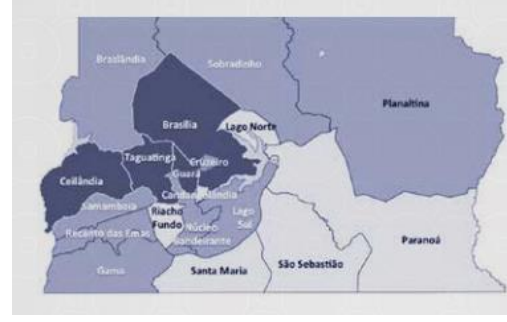 Braslândia
Sobradinho
P
Planaltina
Brasília
Lago Norte
Taguatinga
Cruzeiro
Guará
Ceilândia
Candangolândia
Samambaia
Riacho
Fundo
Lago
Sul
Recanto das Emas
Núcleo
Bandeirante
Paranoá
São Sebastião
Gama
Santa Maria